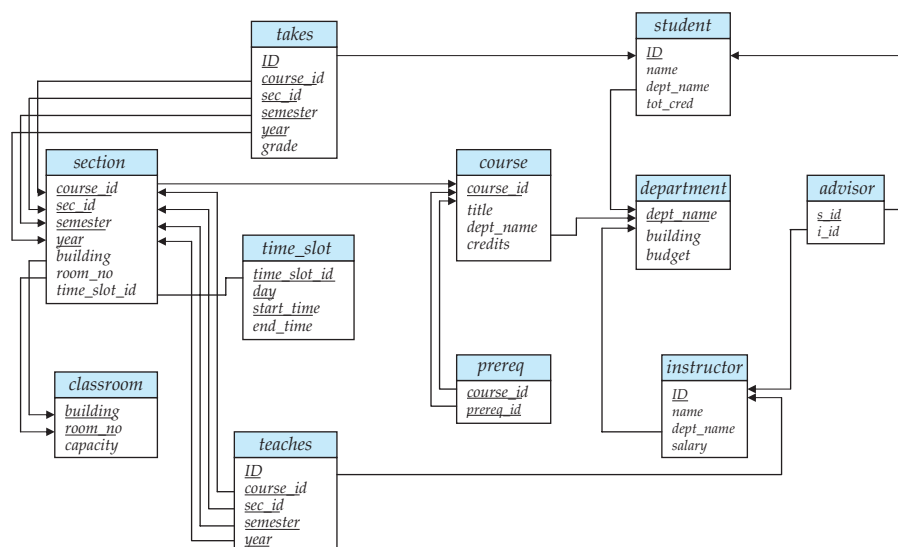 takes
ID
course_id
sec_id
semester
year
grade
student
ID
name
dept_name
tot_cred
section
course_id
sec_id
semester
year
building
room_no
time_slot_id
course
course_id
title
dept_name
credits
department
dept_name
building
budget
advisor
s_id
i_id
time_slot
time_slot_id
day
start_time
end_time
prereq
course_id
prereq_id
instructor
ID
name
dept_name
salary
classroom
building
room_no
capacity
teaches
ID
course_id
sec_id
semester
year